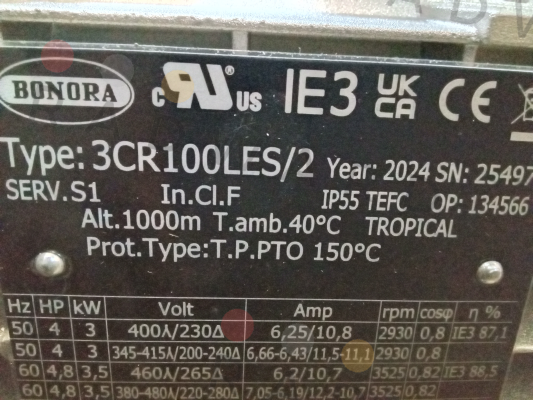 BONORA c RU US IE3 UK CA CE
Type: 3CR100LES/2 Year: 2024 SN: 25497
SERV.S1 In.Cl.F IP55 TEFC OP: 134566
Alt.1000m T.amb.40°C TROPICAL
Prot.Type:T.P.PTO 150°C
Hz HP kW Volt Amp rpm cosφ η %
50 4 3 400⅄/230Δ 6,25/10,8 2930 0,8 IE3 87,1
50 4 3 345-415⅄/200-240Δ 6,66-6,43/11,5-11,1 2930 0,8
60 4,8 3,5 460⅄/265Δ 6,2/10,7 3525 0,82 IE3 88,5
60 4,8 3,5 380-480⅄/220-280Δ 7,05-6,19/12,2-10,7 3525 0,82